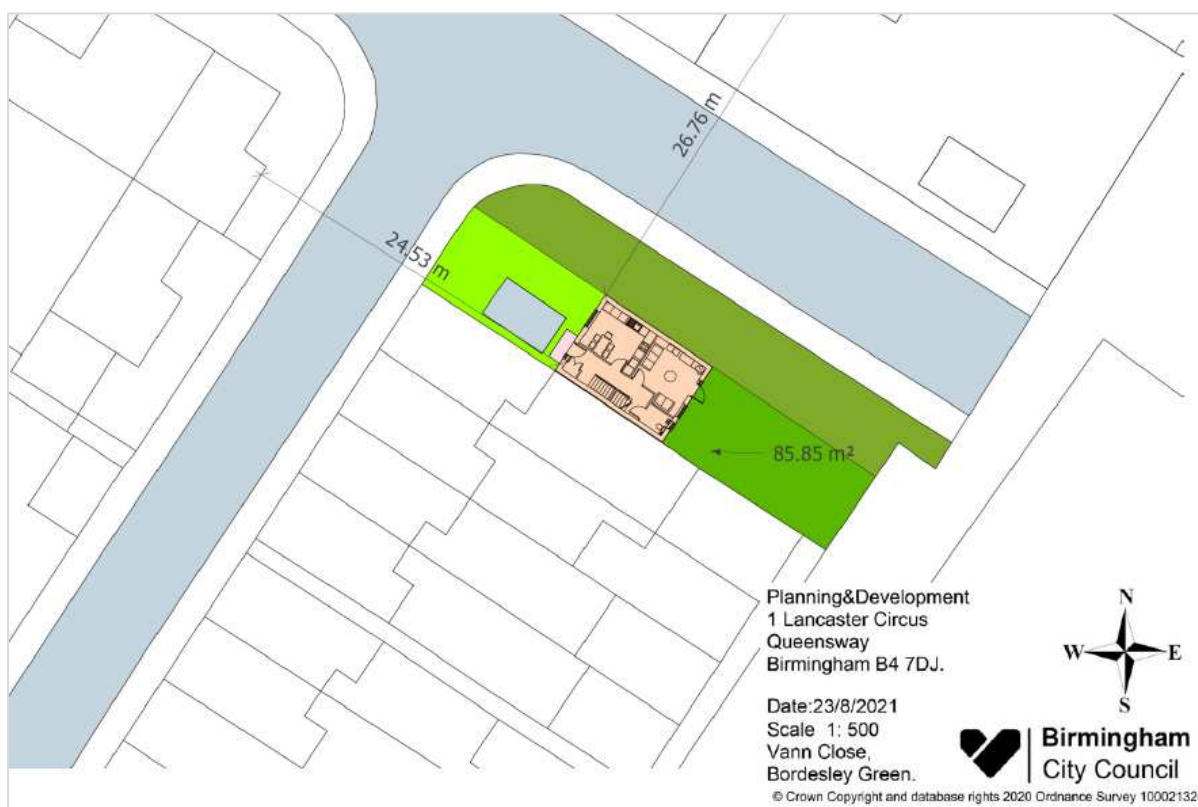 26.76 m
24.53 m
85.85 m²
Planning&Development
1 Lancaster Circus
Queensway
Birmingham B4 7DJ.
Date:23/8/2021
Scale 1: 500
Vann Close,
Bordesley Green.
N
W E
S
Birmingham
City Council
© Crown Copyright and database rights 2020 Ordnance Survey 10002132